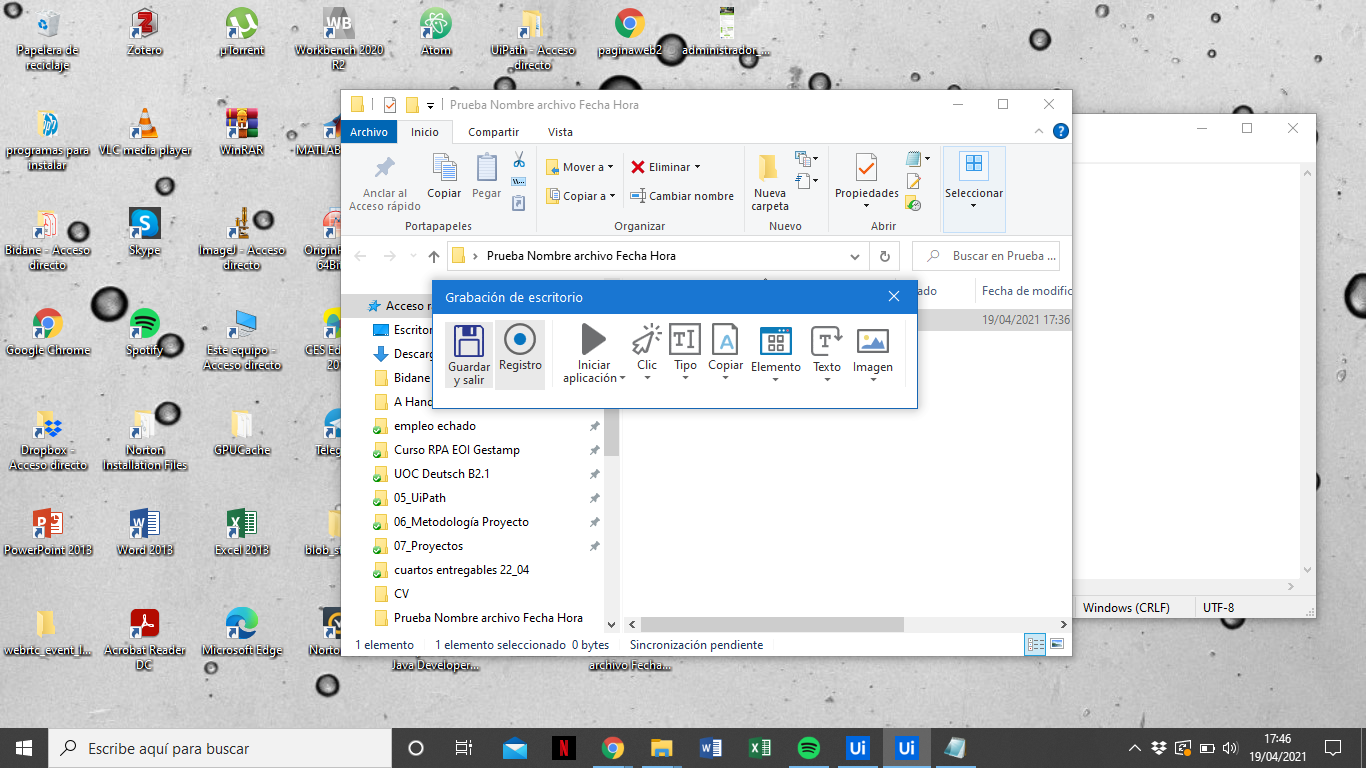 Papelera de
reciclaje
Zotero
µTorrent
Workbench 2020
R2
Atom
UiPath - Acceso
directo
paginaweb2
administrador_...
programas para
instalar
VLC media player
WinRAR
MATLAB
Bidane - Acceso
directo
Skype
ImageJ - Acceso
directo
64Bit
Google Chrome
Spotify
Este equipo -
Acceso directo
CES Ed
20
Dropbox -
Acceso directo
Norton
Installation Files
GPUCache
Teleg
PowerPoint 2013
Word 2013
Excel 2013
blob_st
webrtc_event_l...
Acrobat Reader
DC
Microsoft Edge
Norto
Java Developer...
archivo Fecha...
Prueba Nombre archivo Fecha Hora
Archivo
Inicio
Compartir
Vista
Anclar al
Acceso rápido
Copiar
Pegar
Portapapeles
Mover a
Copiar a
Eliminar
Cambiar nombre
Organizar
Nueva
carpeta
Nuevo
Propiedades
Abrir
Seleccionar
Prueba Nombre archivo Fecha Hora
Buscar en Prueba ...
ado
Fecha de modific
19/04/2021 17:36
Acceso r
Escritor
Descarg
Bidane
A Hand
empleo echado
Curso RPA EOI Gestamp
UOC Deutsch B2.1
05_UiPath
06_Metodología Proyecto
07_Proyectos
cuartos entregables 22_04
CV
Prueba Nombre archivo Fecha Hora
1 elemento
1 elemento seleccionado 0 bytes
Sincronización pendiente
Grabación de escritorio
Guardar
y salir
Registro
Iniciar
aplicación
Clic
Tipo
Copiar
Elemento
Texto
Imagen
Windows (CRLF)
UTF-8
Escribe aquí para buscar
17:46
19/04/2021